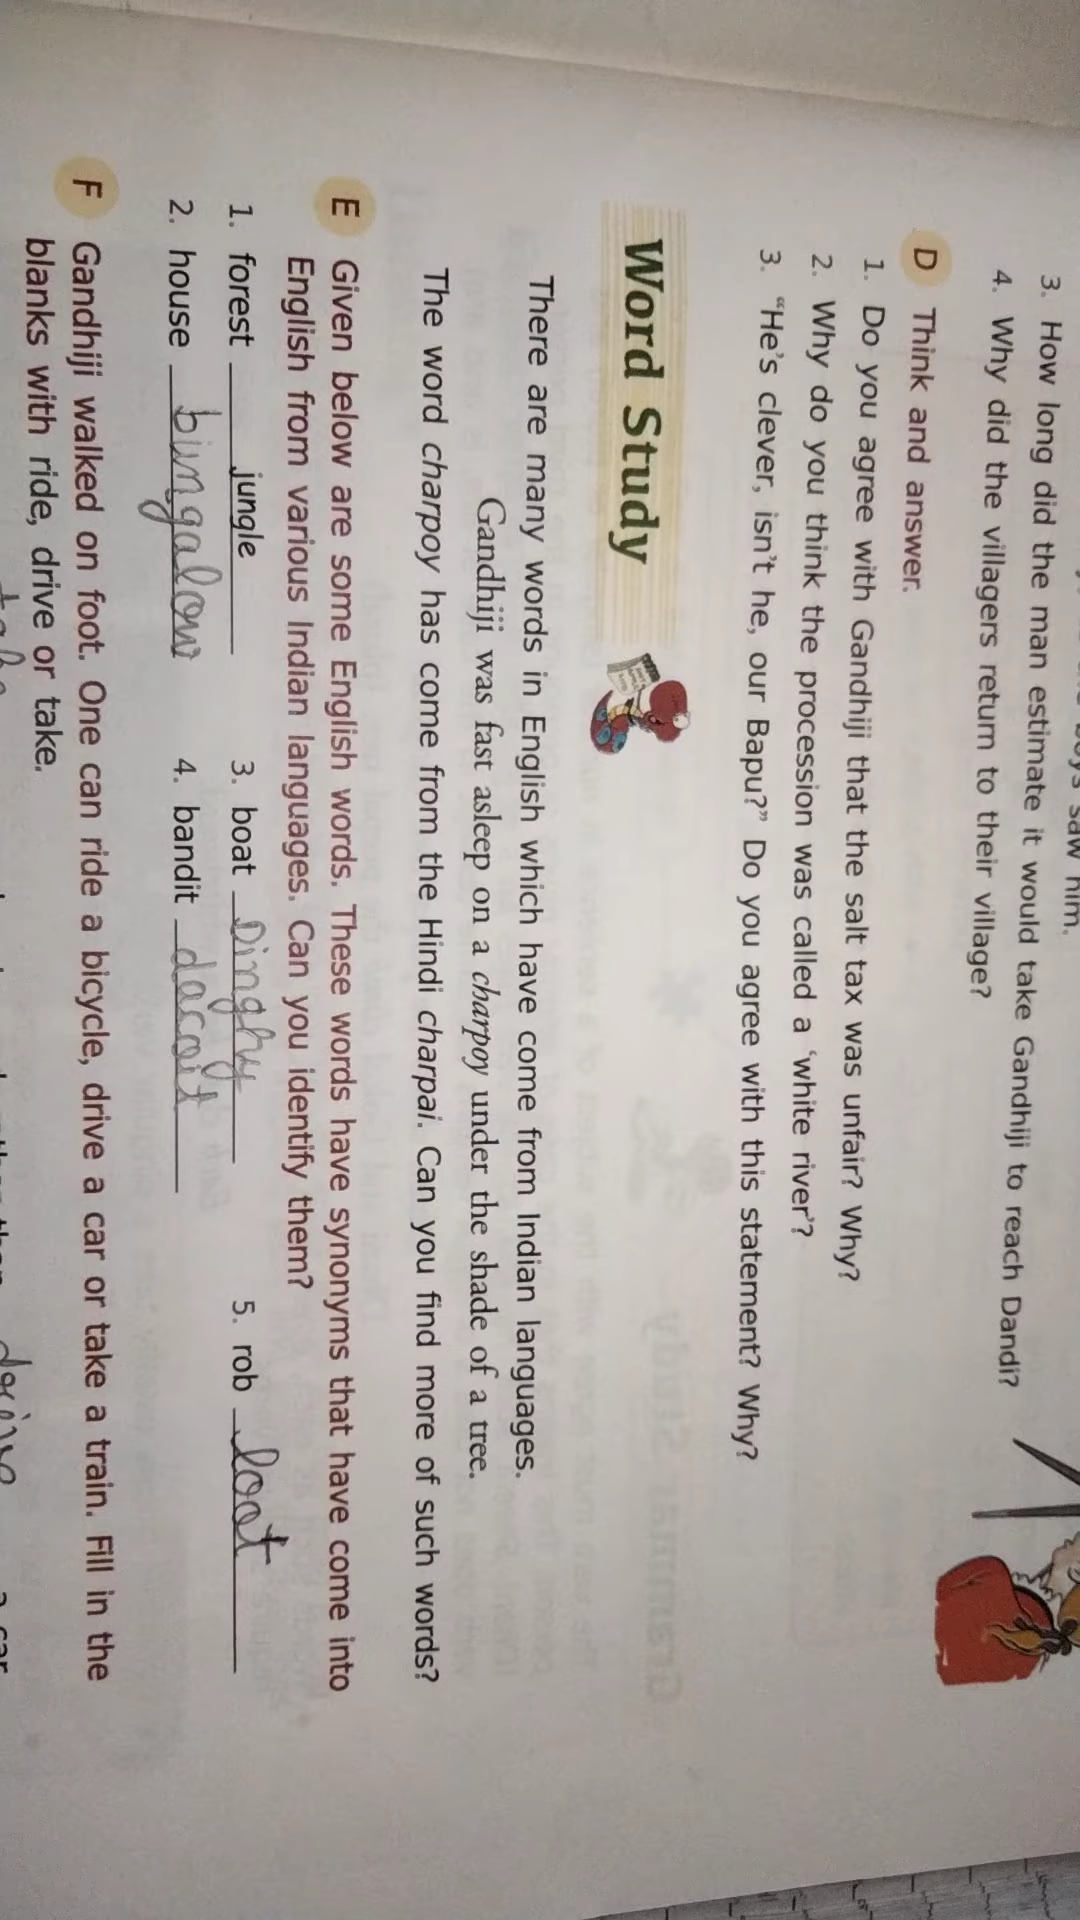 3. How long did the man estimate it would take Gandhiji to reach Dandi?
4. Why did the villagers return to their village?
D Think and answer.
1. Do you agree with Gandhiji that the salt tax was unfair? Why?
2. Why do you think the procession was called a ‘white river’?
3. “He’s clever, isn’t he, our Bapu?” Do you agree with this statement? Why?
Word Study
There are many words in English which have come from Indian languages.
Gandhiji was fast asleep on a charpoy under the shade of a tree.
The word charpoy has come from the Hindi charpai. Can you find more of such words?
E Given below are some English words. These words have synonyms that have come into
English from various Indian languages. Can you identify them?
1. forest jungle 3. boat Dinghy 5. rob loot
2. house bungalow 4. bandit dacoit
F Gandhiji walked on foot. One can ride a bicycle, drive a car or take a train. Fill in the
blanks with ride, drive or take.